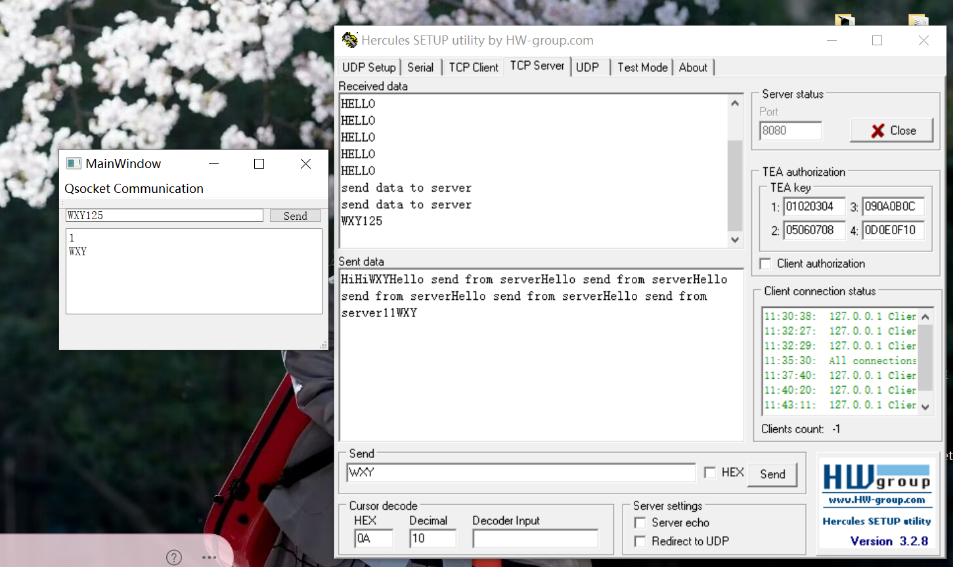 MainWindow
Qsocket Communication
WXY125
Send
1
WXY
Hercules SETUP utility by HW-group.com
UDP Setup
Serial
TCP Client
TCP Server
UDP
Test Mode
About
Received data
HELLO
HELLO
HELLO
HELLO
HELLO
send data to server
send data to server
WXY125
Sent data
HiHiWXYHello send from serverHello send from serverHello
send from serverHello send from serverHello send from
server11WXY
Send
WXY
HEX
Send
Cursor decode
HEX
Decimal
Decoder Input
0A
10
Server settings
Server echo
Redirect to UDP
Server status
Port
8080
Close
TEA authorization
TEA key
1: 01020304
3: 090A0B0C
2: 05060708
4: 0D0E0F10
Client authorization
Client connection status
11:30:38: 127.0.0.1 Clier
11:32:27: 127.0.0.1 Clier
11:32:29: 127.0.0.1 Clier
11:35:30: All connections
11:37:40: 127.0.0.1 Clier
11:40:20: 127.0.0.1 Clier
11:43:11: 127.0.0.1 Clier
Clients count: -1
HWgroup
www.HW-group.com
Hercules SETUP utility
Version 3.2.8
et